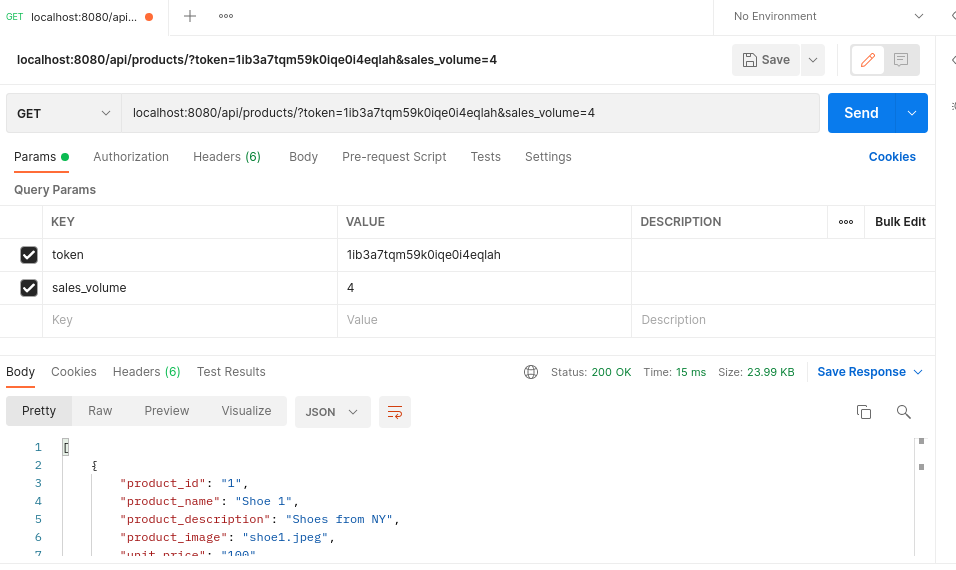 GET localhost:8080/api... No Environment
localhost:8080/api/products/?token=1ib3a7tqm59k0iqe0i4eqlah&sales_volume=4 Save
GET localhost:8080/api/products/?token=1ib3a7tqm59k0iqe0i4eqlah&sales_volume=4 Send
Params Authorization Headers (6) Body Pre-request Script Tests Settings Cookies
Query Params
KEY VALUE DESCRIPTION Bulk Edit
token 1ib3a7tqm59k0iqe0i4eqlah
sales_volume 4
Key Value Description
Body Cookies Headers (6) Test Results Status: 200 OK Time: 15 ms Size: 23.99 KB Save Response
Pretty Raw Preview Visualize JSON
1 [
2 {
3 "product_id": "1",
4 "product_name": "Shoe 1",
5 "product_description": "Shoes from NY",
6 "product_image": "shoe1.jpeg",
7 "unit_price": "100"